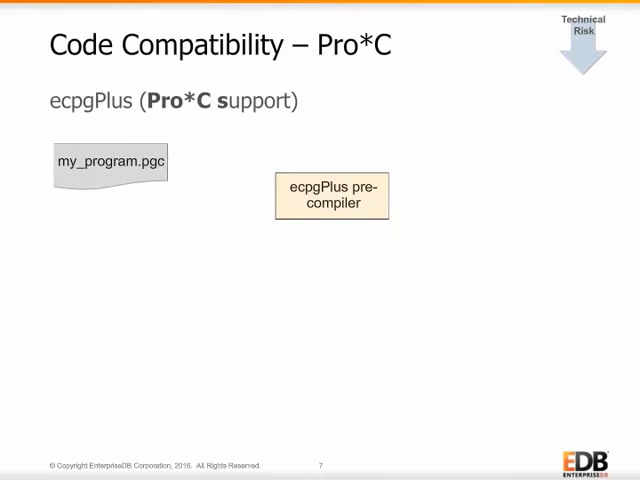 Technical
Risk
Code Compatibility – Pro*C
ecpgPlus (Pro*C support)
my_program.pgc
ecpgPlus pre-
compiler
© Copyright EnterpriseDB Corporation, 2016. All Rights Reserved.
7
EDB
ENTERPRISEDB